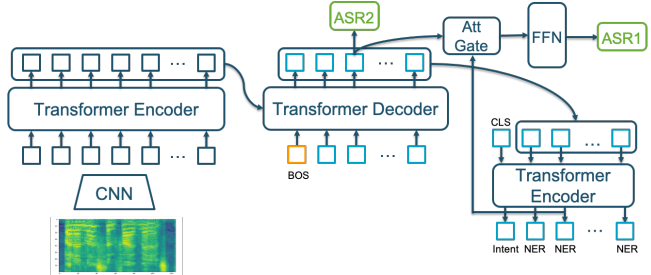 ASR2
Att
Gate
FFN
ASR1
...
...
Transformer Encoder
Transformer Decoder
CLS
...
...
...
BOS
Transformer
Encoder
CNN
...
Intent NER NER NER